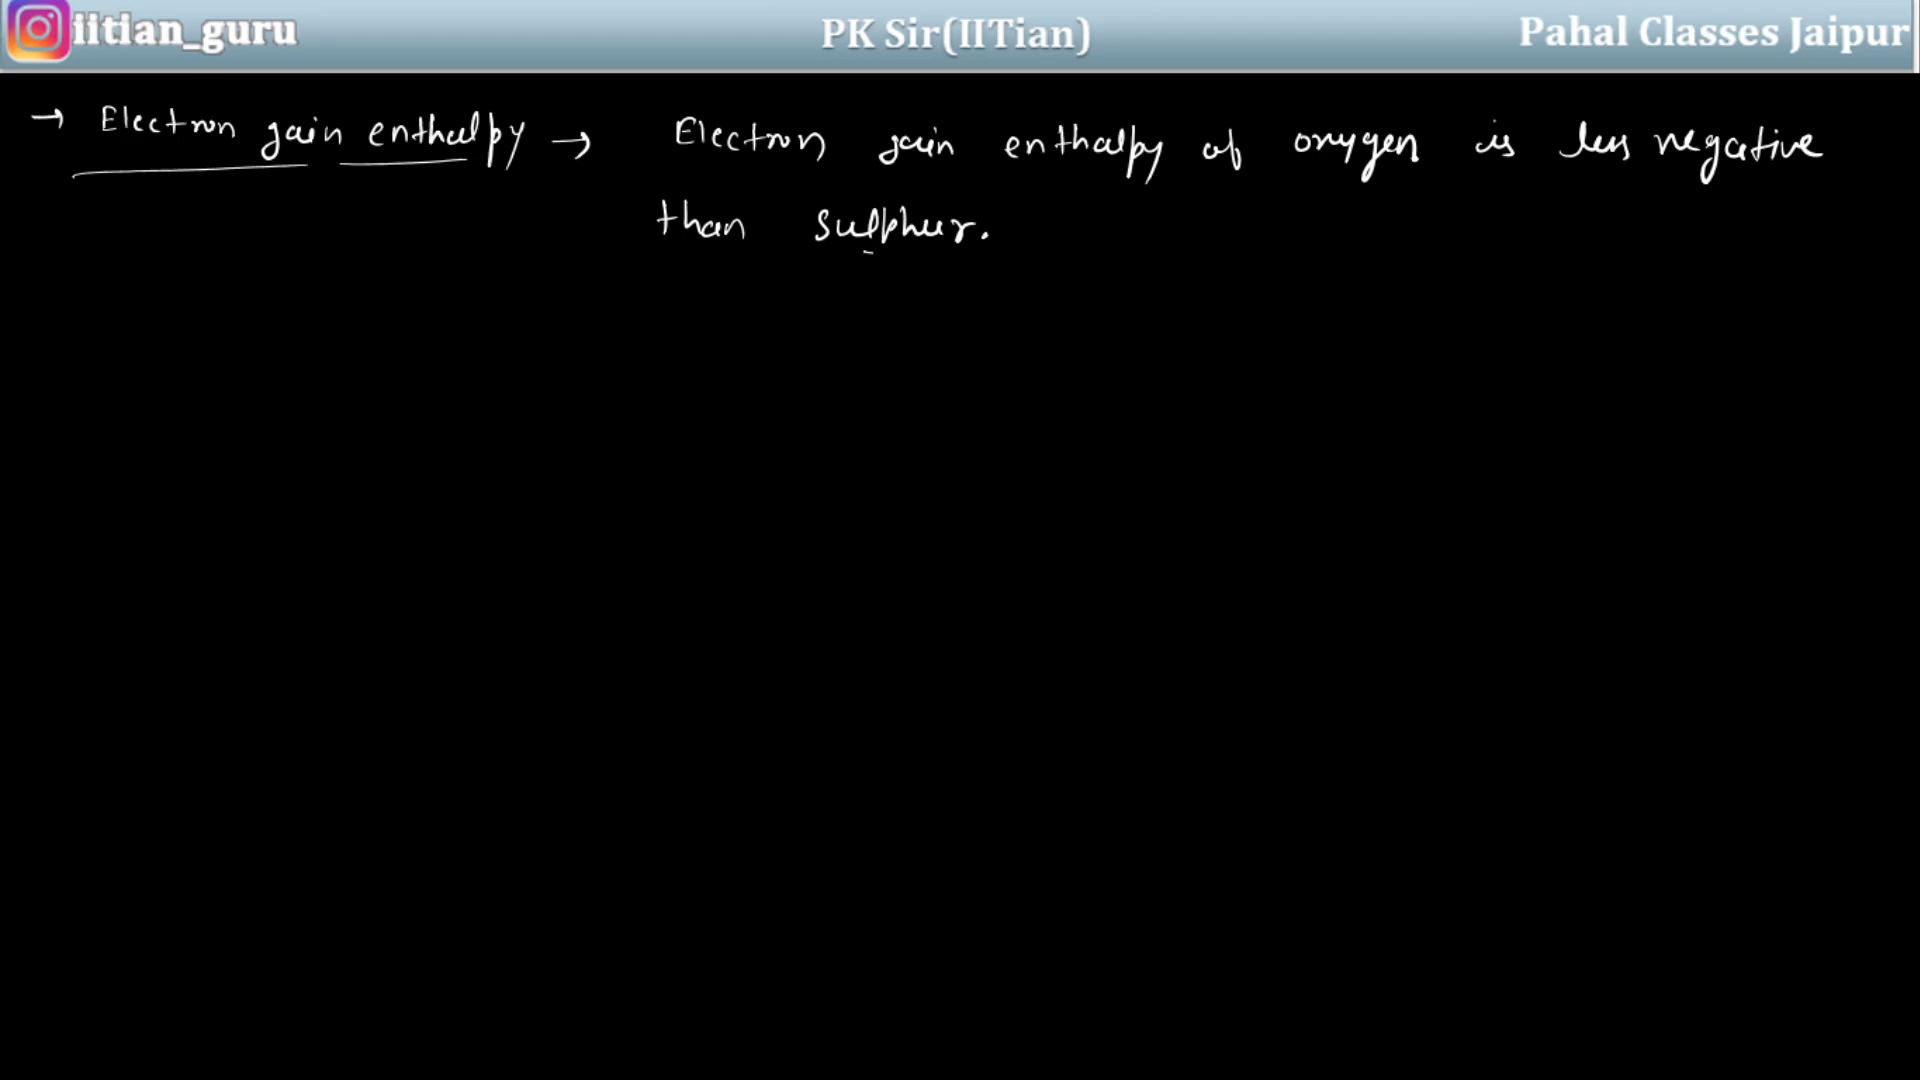 iitian_guru PK Sir(IITian) Pahal Classes Jaipur
→ Electron gain enthalpy → Electron gain enthalpy of oxygen is less negative
than sulphur.